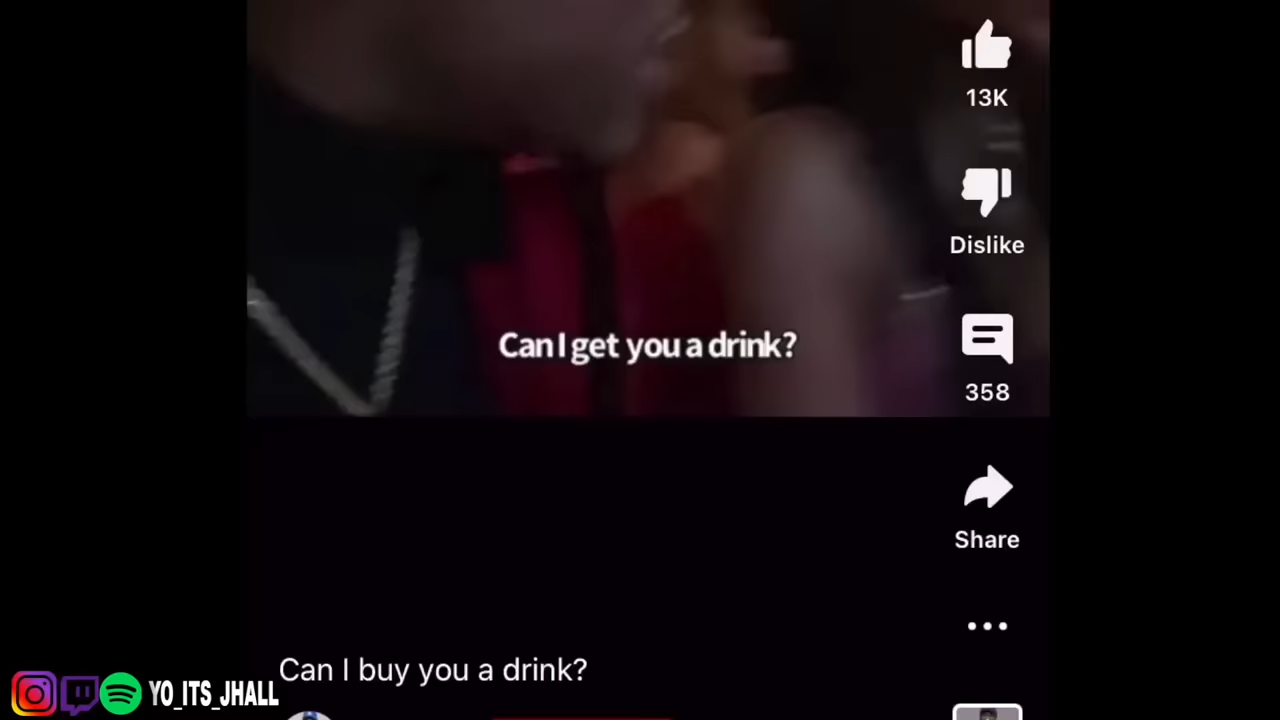 13K
Dislike
Can I get you a drink?
358
Share
Can I buy you a drink?
YO_ITS_JHALL